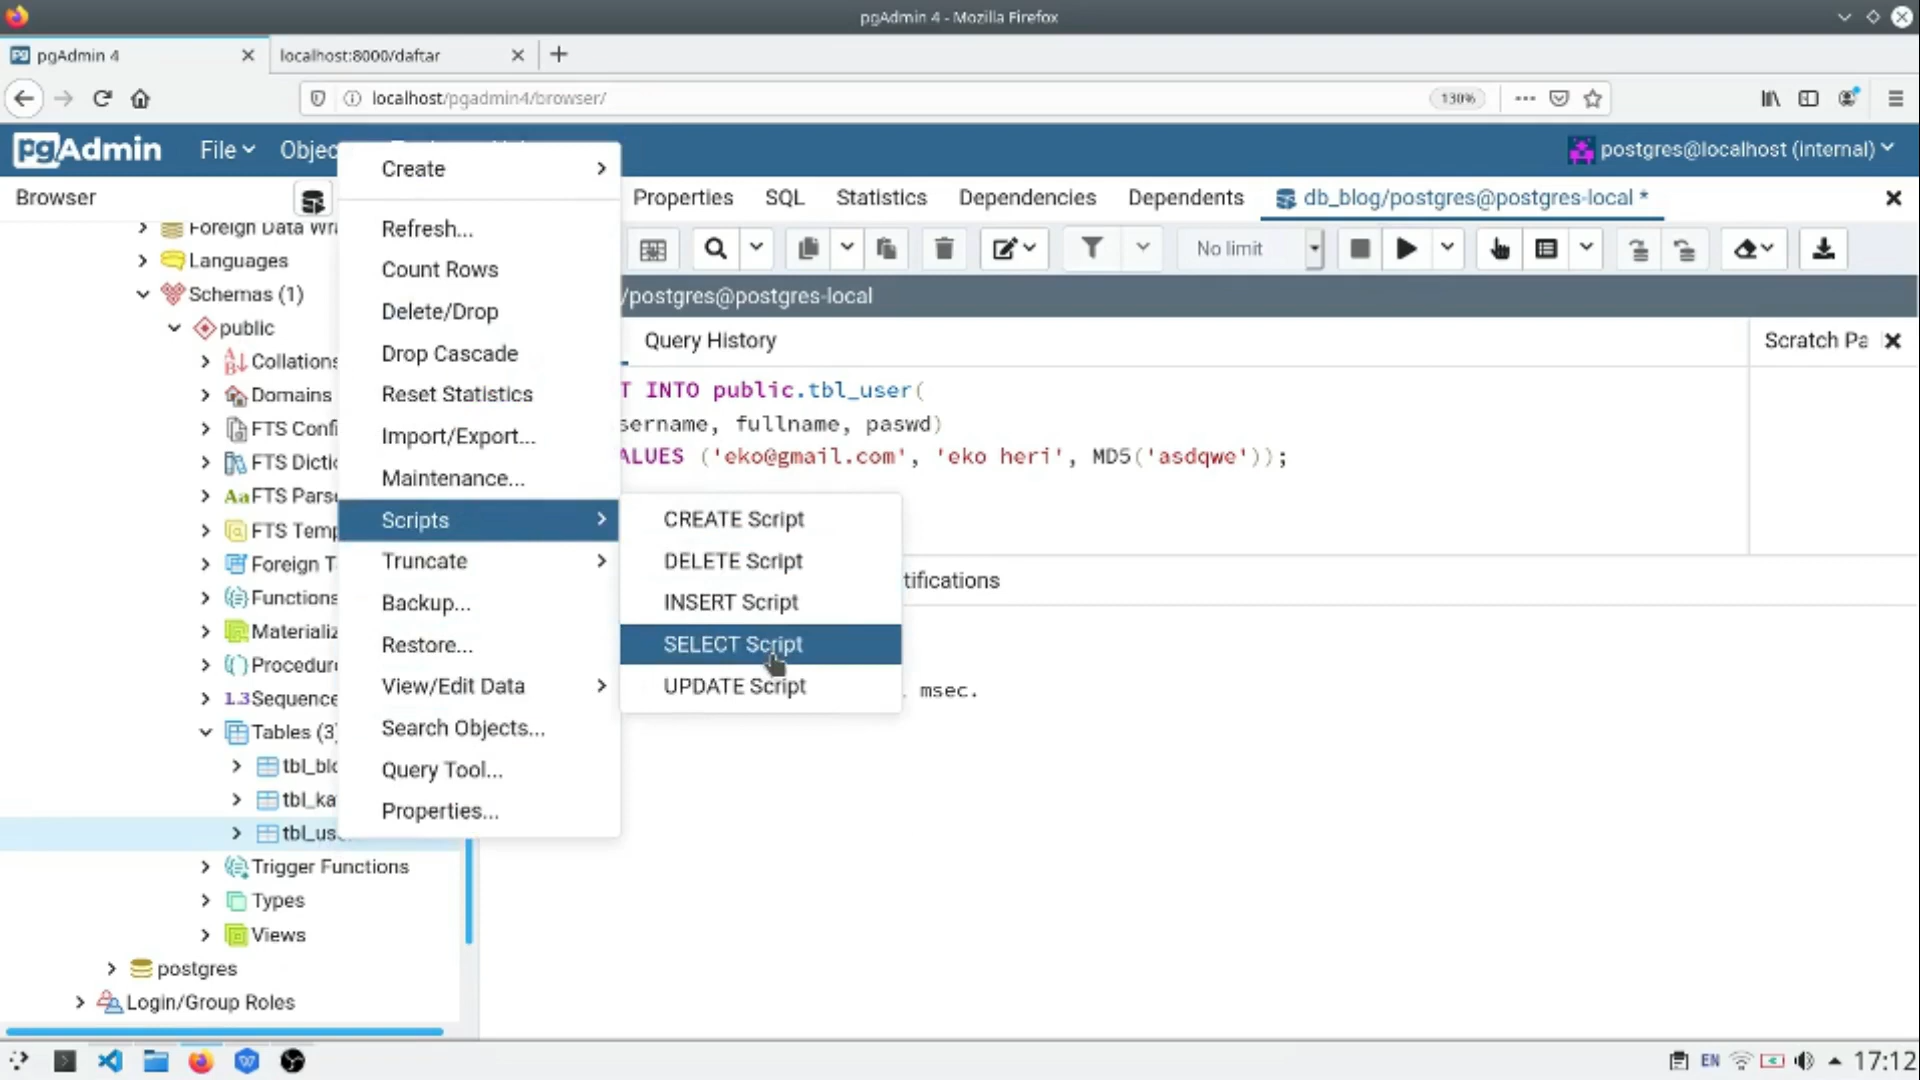 pgAdmin 4 - Mozilla Firefox
pgAdmin 4
localhost:8000/daftar
localhost/pgadmin4/browser/
130%
pgAdmin
File
Objec
postgres@localhost (internal)
Browser
Properties
SQL
Statistics
Dependencies
Dependents
db_blog/postgres@postgres-local *
No limit
/postgres@postgres-local
Query History
Scratch Pa
T INTO public.tbl_user(
sername, fullname, paswd)
ALUES ('eko@gmail.com', 'eko heri', MD5('asdqwe'));
tifications
msec.
Create
Refresh...
Count Rows
Delete/Drop
Drop Cascade
Reset Statistics
Import/Export...
Maintenance...
Scripts
Truncate
Backup...
Restore...
View/Edit Data
Search Objects...
Query Tool...
Properties...
CREATE Script
DELETE Script
INSERT Script
SELECT Script
UPDATE Script
Foreign Data Wr
Languages
Schemas (1)
public
Collations
Domains
FTS Confi
FTS Dictio
FTS Pars
FTS Temp
Foreign T
Functions
Materializ
Procedur
1.3 Sequence
Tables (3)
tbl_blo
tbl_ka
tbl_us
Trigger Functions
Types
Views
postgres
Login/Group Roles
EN
17:12